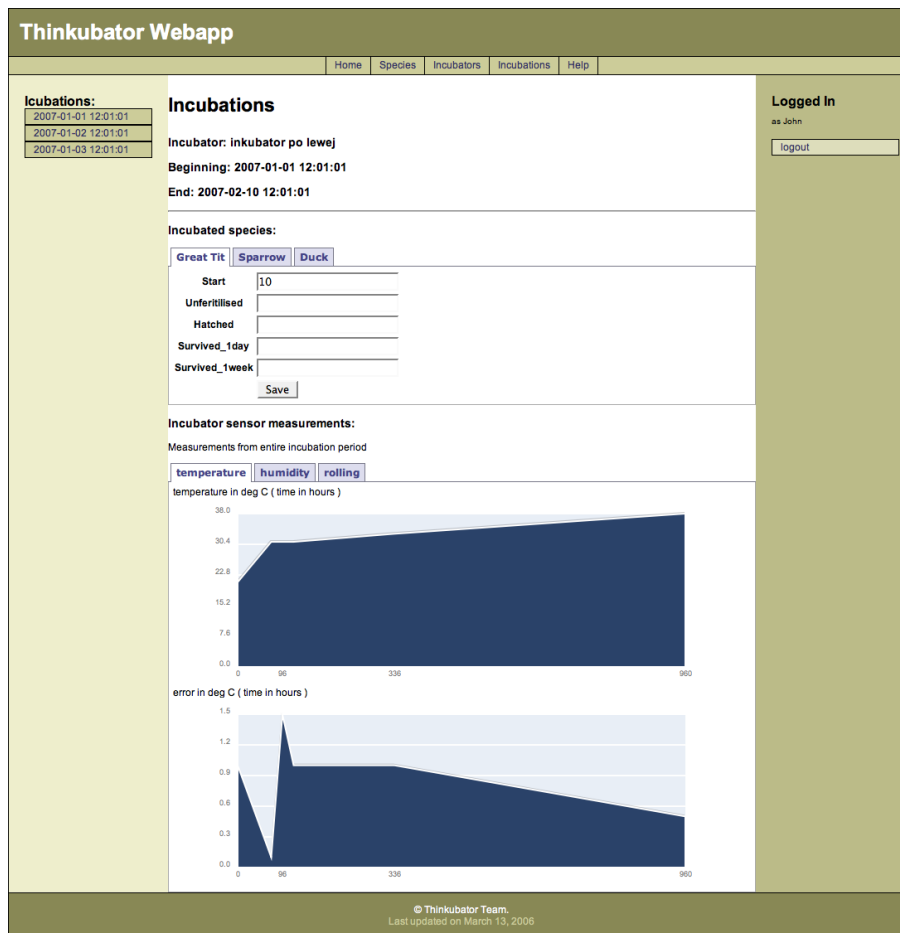 Thinkubator Webapp
Home Species Incubators Incubations Help
Icubations:
2007-01-01 12:01:01
2007-01-02 12:01:01
2007-01-03 12:01:01
Incubations
Incubator: inkubator po lewej
Beginning: 2007-01-01 12:01:01
End: 2007-02-10 12:01:01
Incubated species:
Great Tit Sparrow Duck
Start 10
Unferitilised
Hatched
Survived_1day
Survived_1week
Save
Incubator sensor measurements:
Measurements from entire incubation period
temperature humidity rolling
temperature in deg C ( time in hours )
38.0
30.4
22.8
15.2
7.6
0.0
0 96 336 960
error in deg C ( time in hours )
1.5
1.2
0.9
0.6
0.3
0.0
0 96 336 960
Logged In
as John
logout
© Thinkubator Team.
Last updated on March 13, 2006